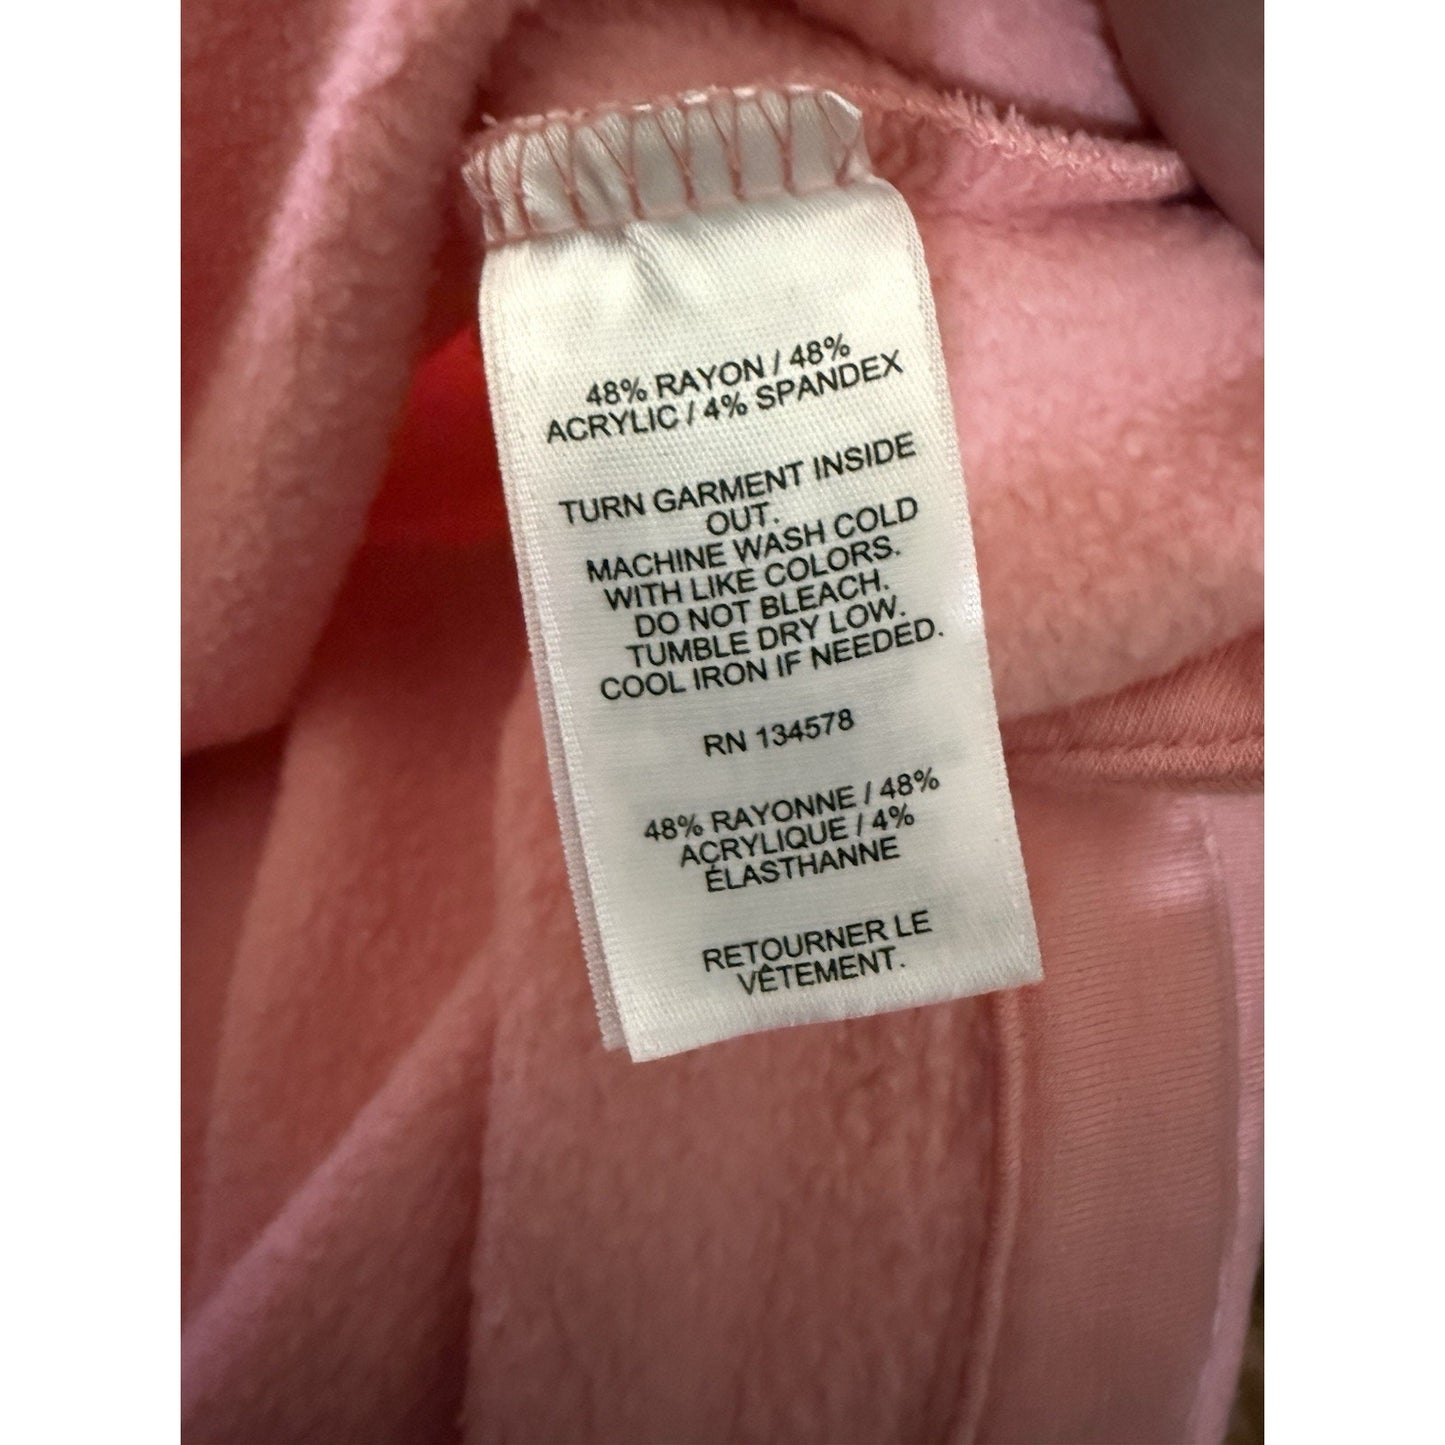 48% RAYON / 48%
ACRYLIC / 4% SPANDEX
TURN GARMENT INSIDE
OUT.
MACHINE WASH COLD
WITH LIKE COLORS.
DO NOT BLEACH.
TUMBLE DRY LOW.
COOL IRON IF NEEDED.
RN 134578
48% RAYONNE / 48%
ACRYLIQUE / 4%
ÉLASTHANNE
RETOURNER LE
VÊTEMENT.